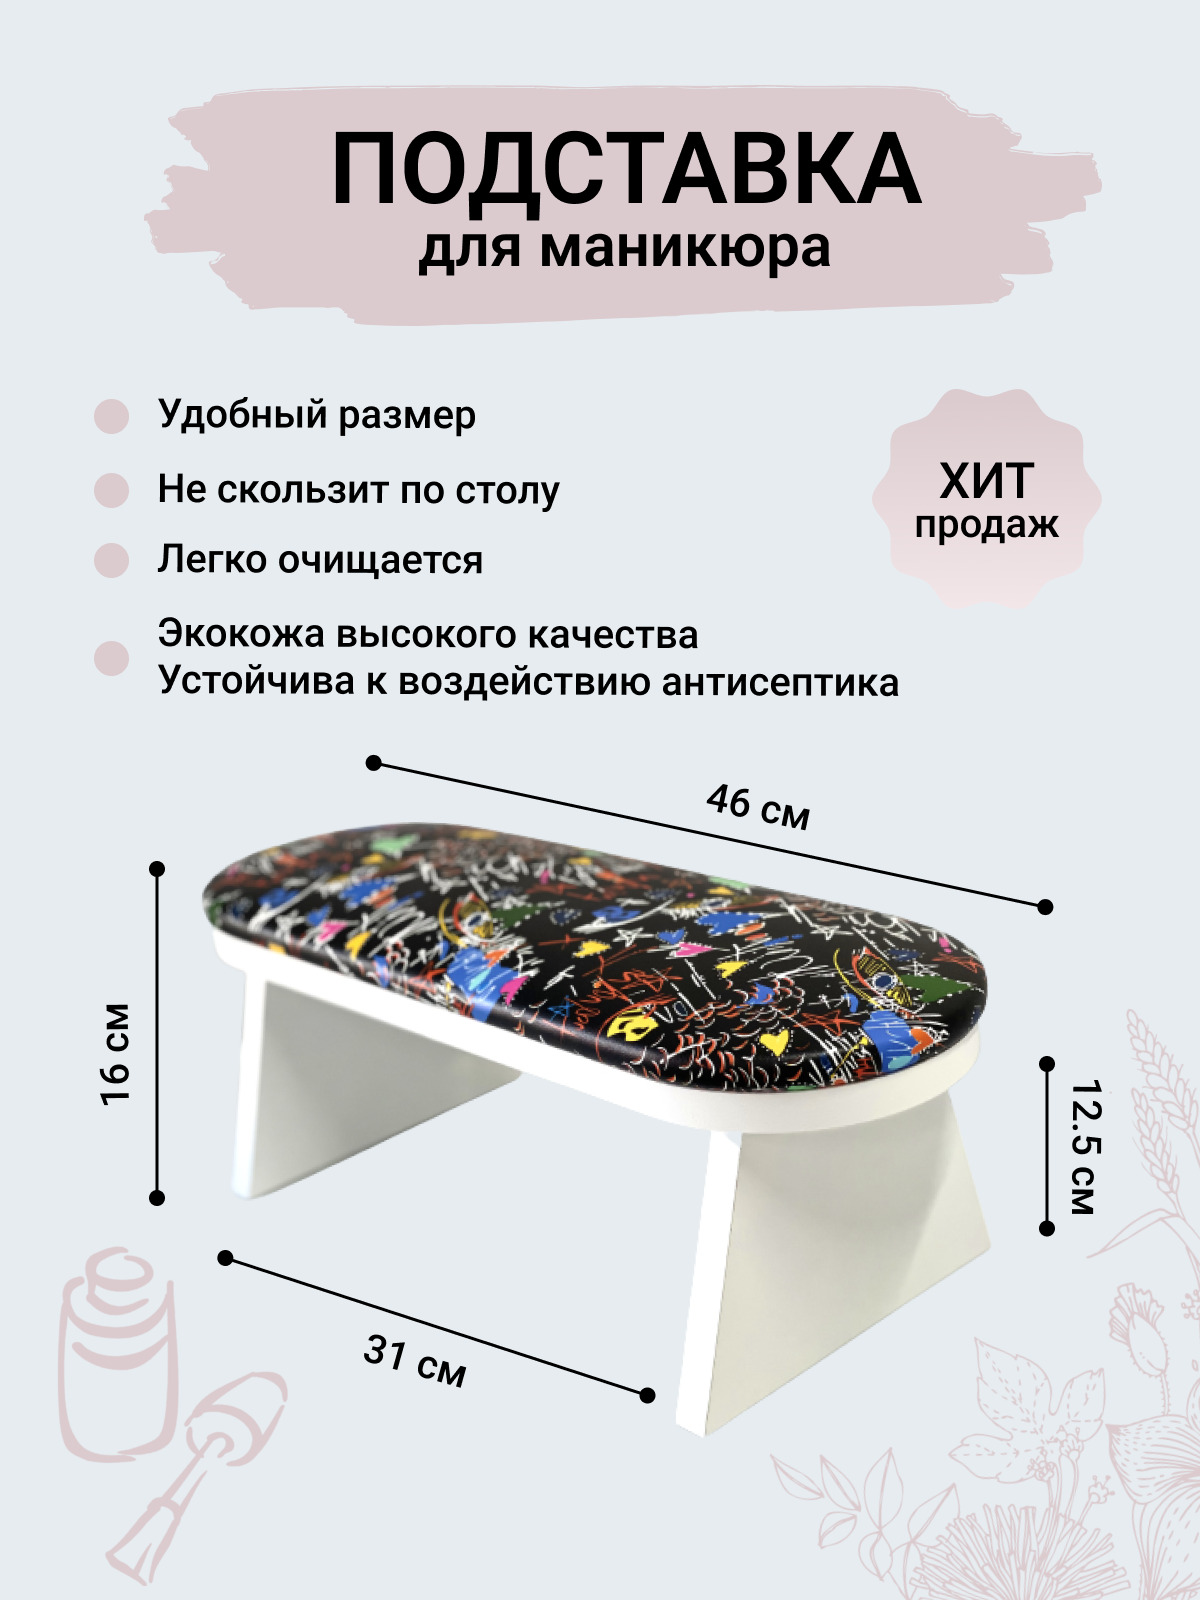 ПОДСТАВКА
для маникюра
Удобный размер
Не скользит по столу
Легко очищается
Экокожа высокого качества
Устойчива к воздействию антисептика
ХИТ
продаж
46 см
16 см
12.5 см
31 см